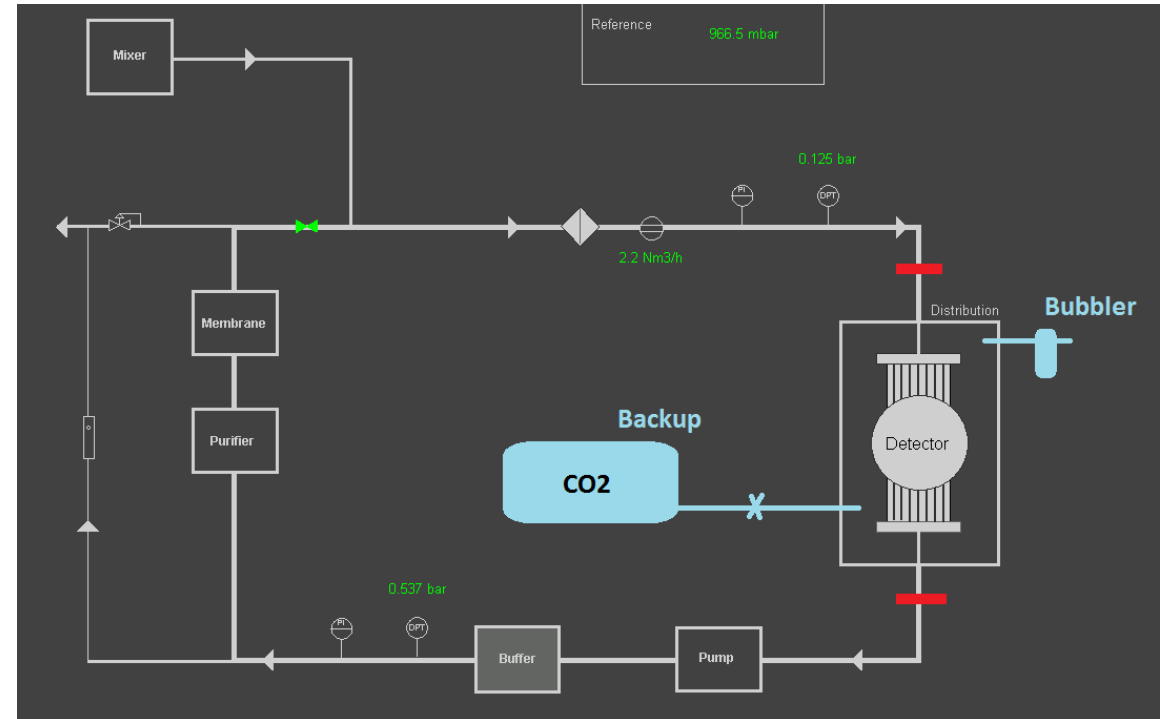 Mixer
Reference
966.5 mbar
0.125 bar
PI
DPT
2.2 Nm3/h
Distribution
Bubbler
Membrane
Backup
Purifier
Detector
CO2
0.537 bar
PI
DPT
Buffer
Pump